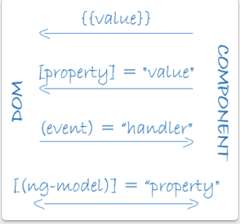 {{value}}
[property] = "value"
(event) = "handler"
[(ng-model)] = "property"
DOM
COMPONENT